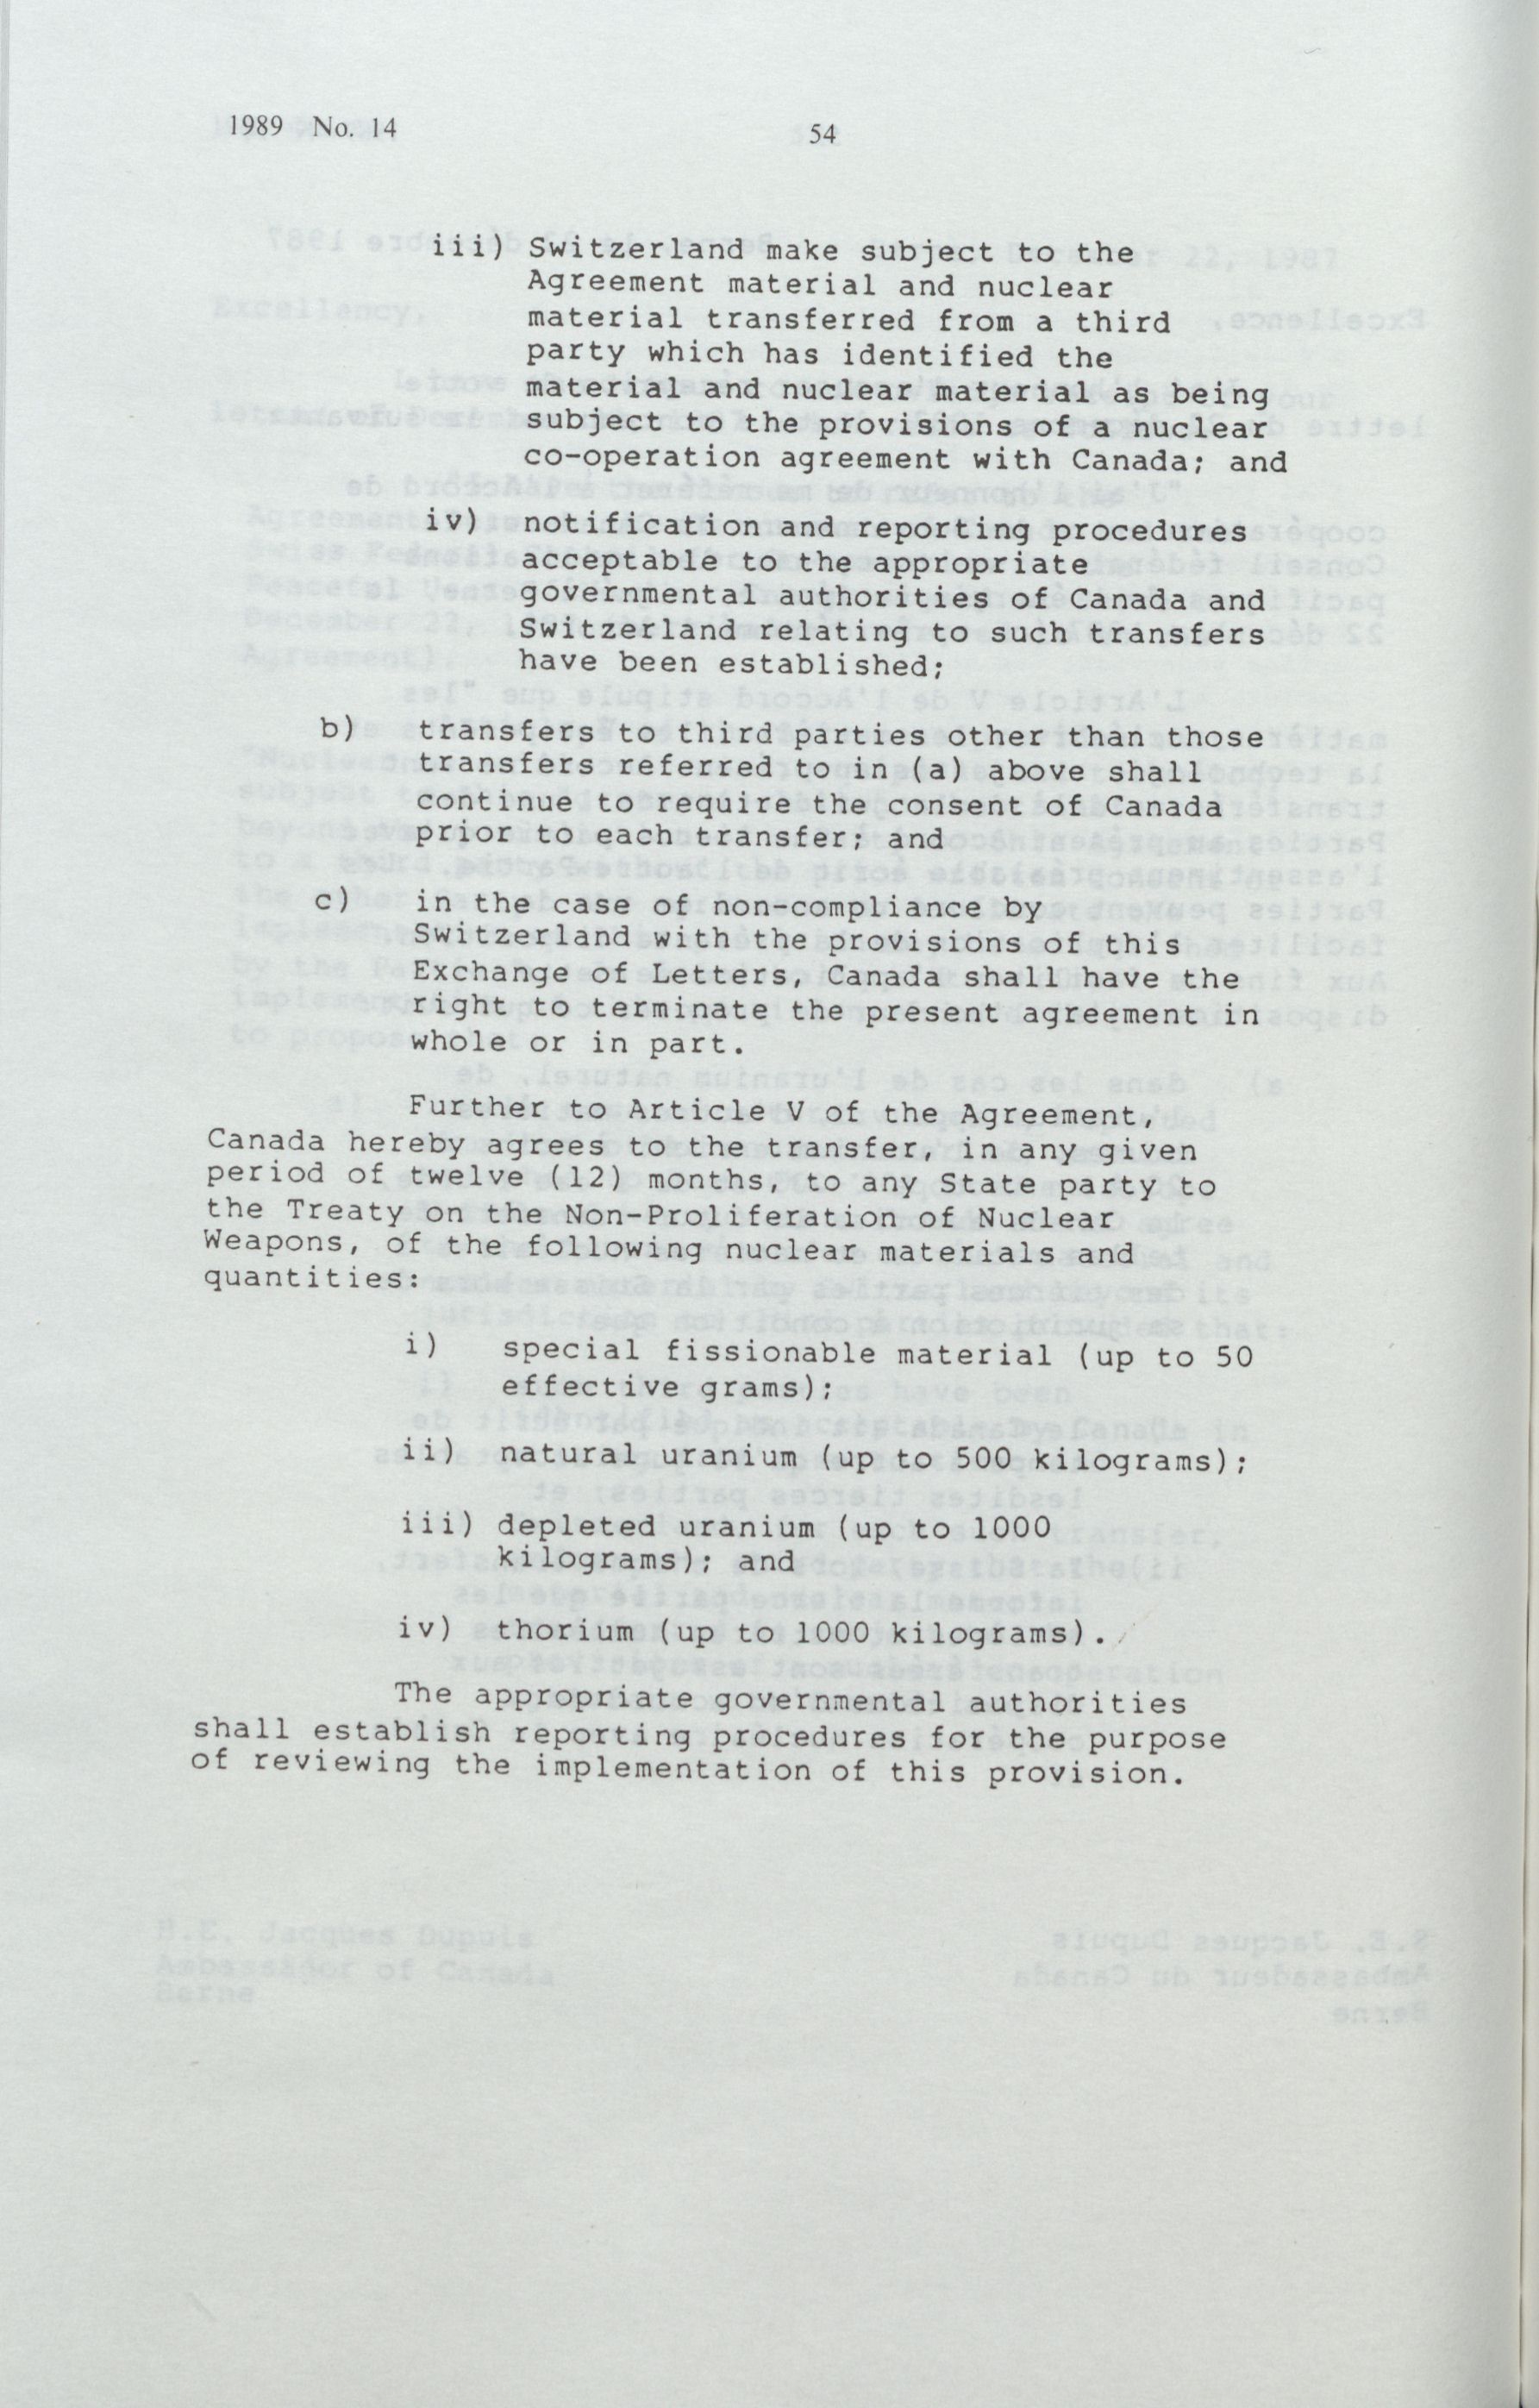 1989 No. 14
54
iii) Switzerland make subject to the
Agreement material and nuclear
material transferred from a third
party which has identified the
material and nuclear material as being
subject to the provisions of a nuclear
co-operation agreement with Canada; and
iv) notification and reporting procedures
acceptable to the appropriate
governmental authorities of Canada and
Switzerland relating to such transfers
have been established;
b) transfers to third parties other than those
transfers referred to in (a) above shall
continue to require the consent of Canada
prior to each transfer; and
c) in the case of non-compliance by
Switzerland with the provisions of this
Exchange of Letters, Canada shall have the
right to terminate the present agreement in
whole or in part.
Further to Article V of the Agreement,
Canada hereby agrees to the transfer, in any given
period of twelve (12) months, to any State party to
the Treaty on the Non-Proliferation of Nuclear
Weapons, of the following nuclear materials and
quantities:
i) special fissionable material (up to 50
effective grams);
ii) natural uranium (up to 500 kilograms);
iii) depleted uranium (up to 1000
kilograms); and
iv) thorium (up to 1000 kilograms).
The appropriate governmental authorities
shall establish reporting procedures for the purpose
of reviewing the implementation of this provision.